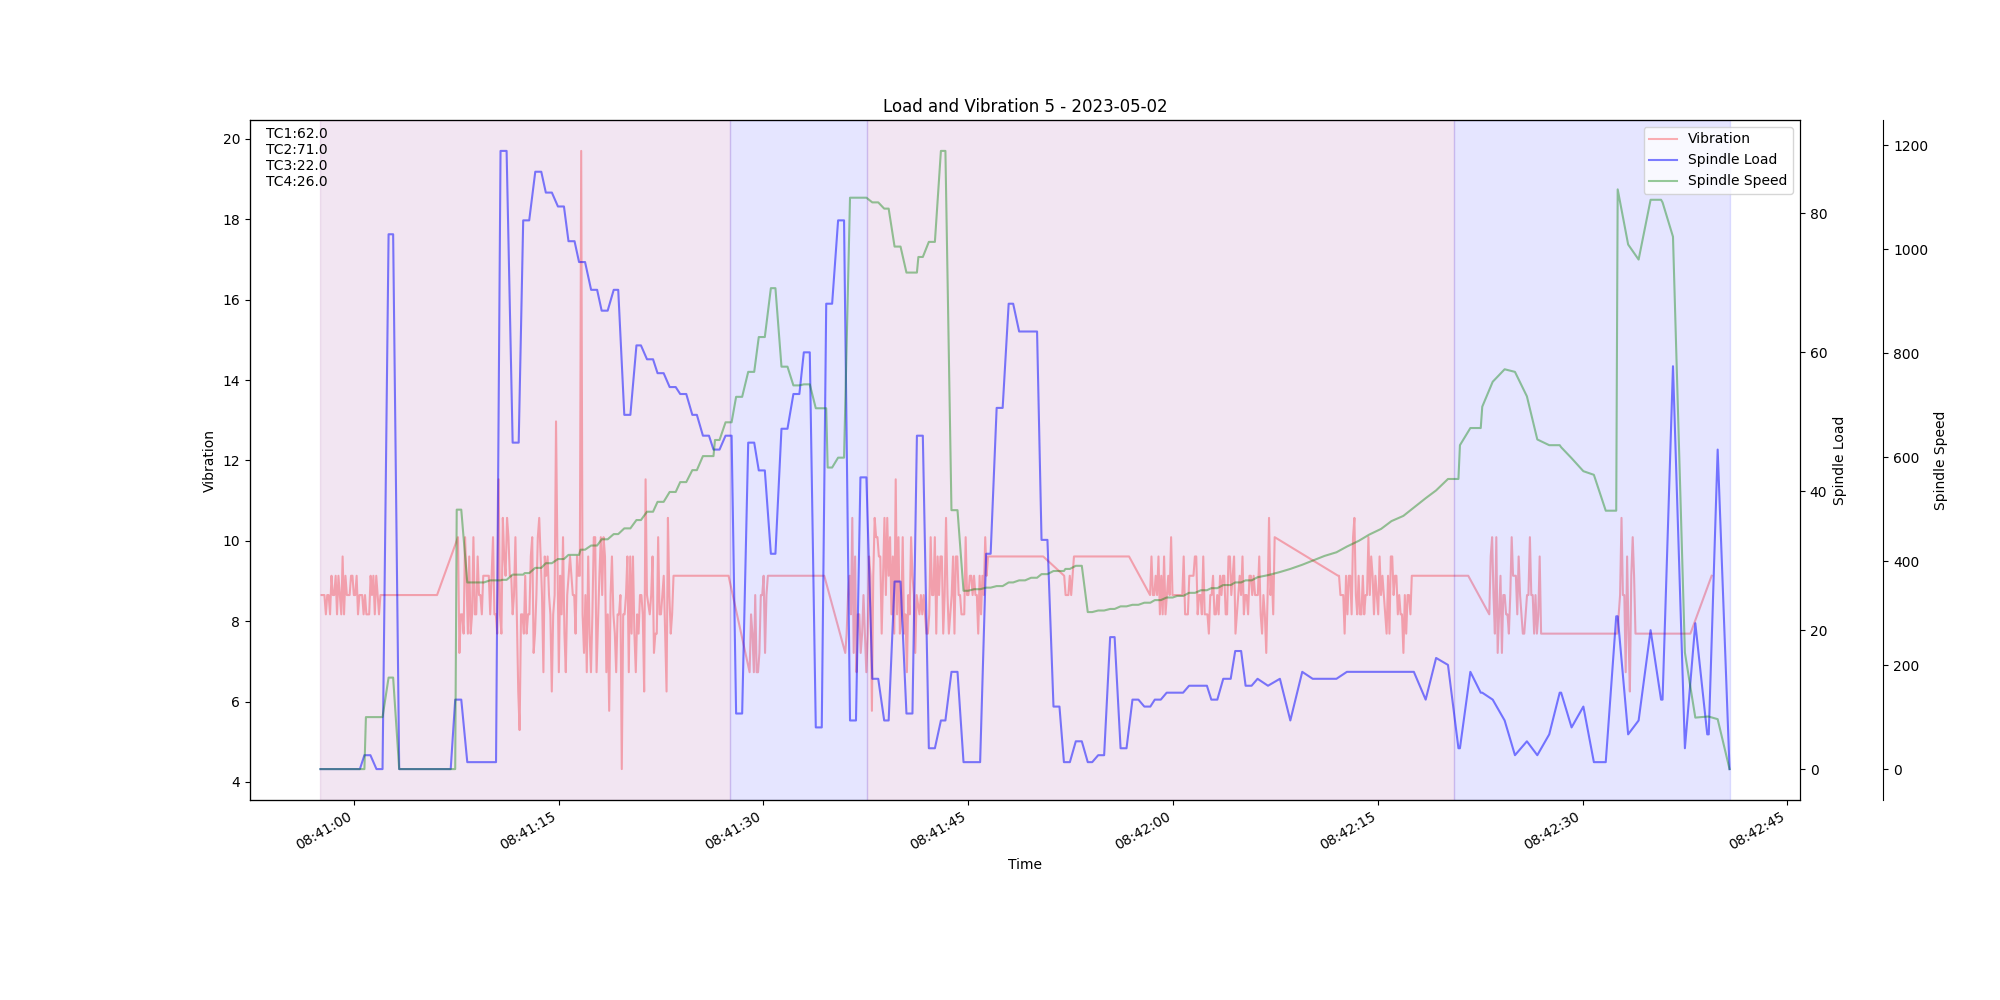 Load and Vibration 5 - 2023-05-02
TC1:62.0
TC2:71.0
TC3:22.0
TC4:26.0
Vibration
Spindle Load
Spindle Speed
20
18
16
14
12
10
8
6
4
Vibration
80
60
40
20
0
Spindle Load
1200
1000
800
600
400
200
0
Spindle Speed
08:41:00
08:41:15
08:41:30
08:41:45
08:42:00
08:42:15
08:42:30
08:42:45
Time